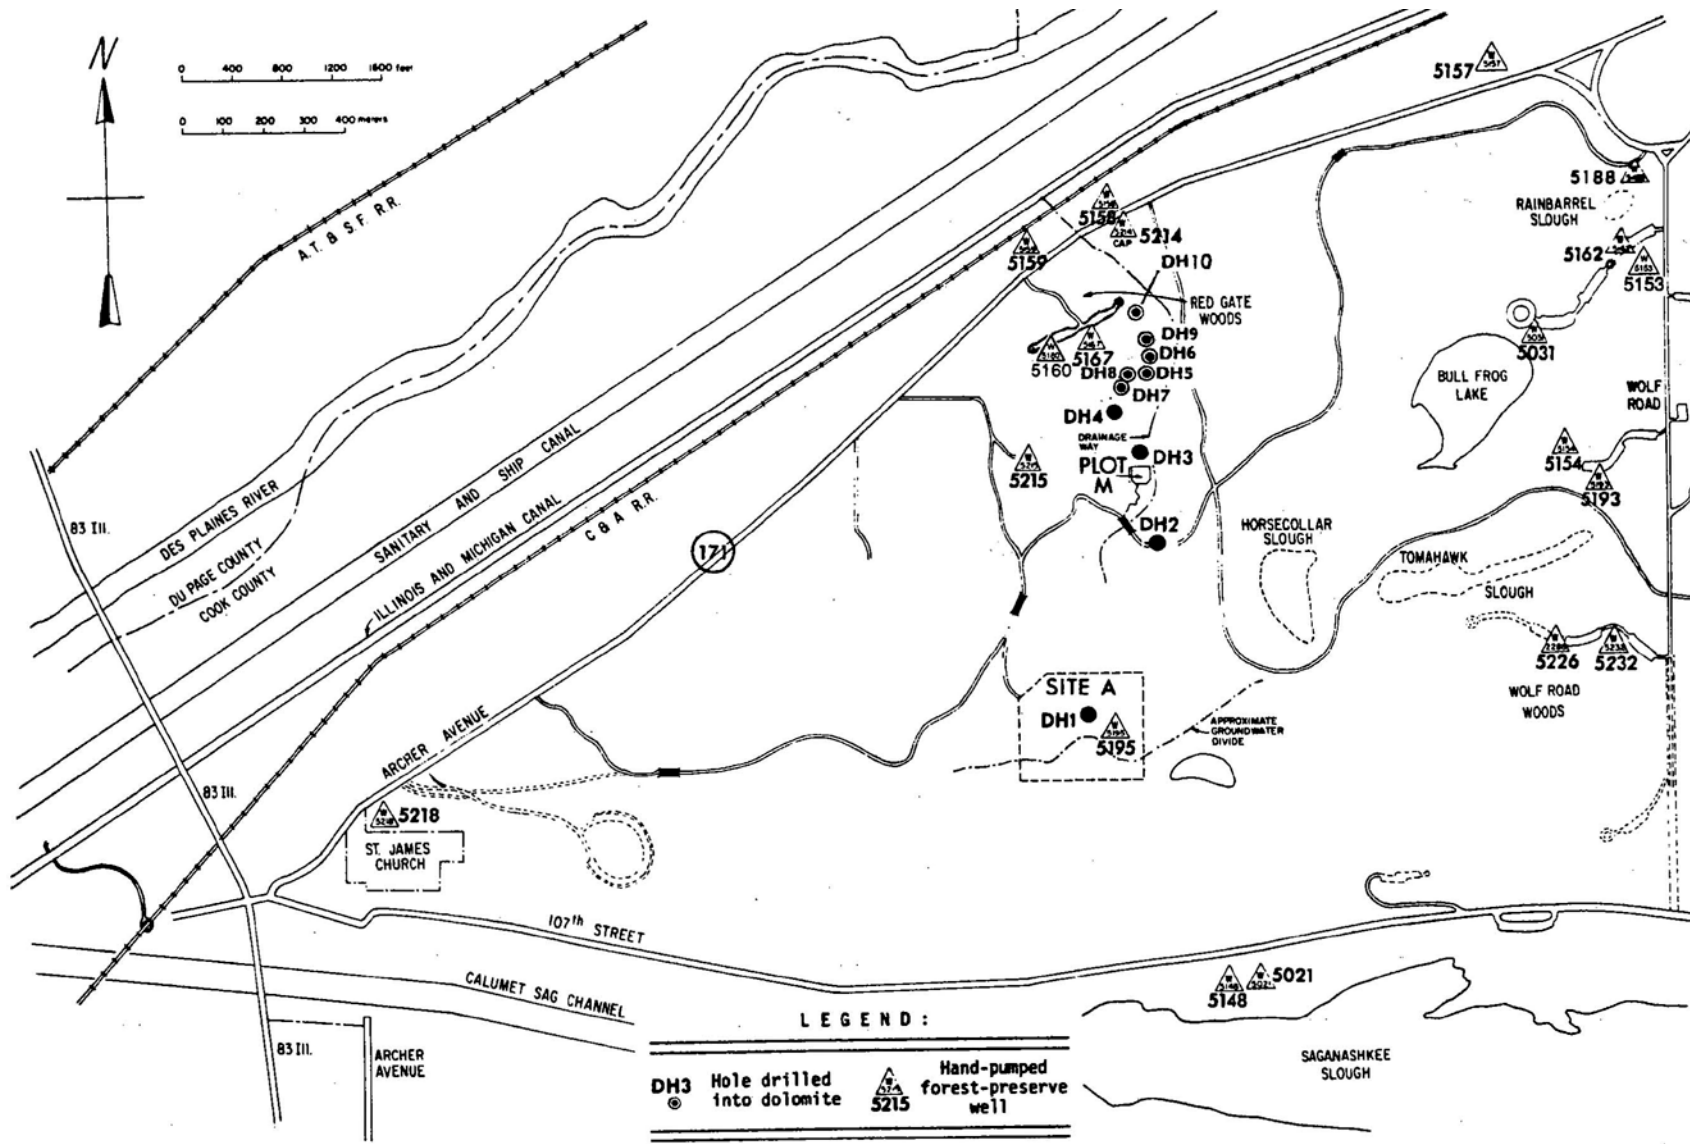 N
0 400 800 1200 1600 feet
0 100 200 300 400 meters
A.T. & S.F. R.R.
5157
5157
5188
RAINBARREL
SLOUGH
5158
5214
CAP
5162
5153
5153
5159
DH10
RED GATE
WOODS
DH9
5031
5160
5167
DH6
DH8
DH5
BULL FROG
LAKE
DH7
WOLF
ROAD
DH4
DRAINAGE
WAY
DH3
5154
5215
PLOT
M
5193
83 Ill.
DES PLAINES RIVER
SANITARY AND SHIP CANAL
DH2
HORSECOLLAR
SLOUGH
171
DU PAGE COUNTY
COOK COUNTY
ILLINOIS AND MICHIGAN CANAL
C & A R.R.
TOMAHAWK
SLOUGH
5226
5232
SITE A
WOLF ROAD
WOODS
DH1
5195
5195
APPROXIMATE
GROUNDWATER
DIVIDE
ARCHER AVENUE
83 Ill.
5218
5218
ST. JAMES
CHURCH
107th STREET
CALUMET SAG CHANNEL
5148
5148
5021
5021
83 Ill.
ARCHER
AVENUE
SAGANASHKEE
SLOUGH
LEGEND:
DH3 Hole drilled
into dolomite
5215 Hand-pumped
forest-preserve
well